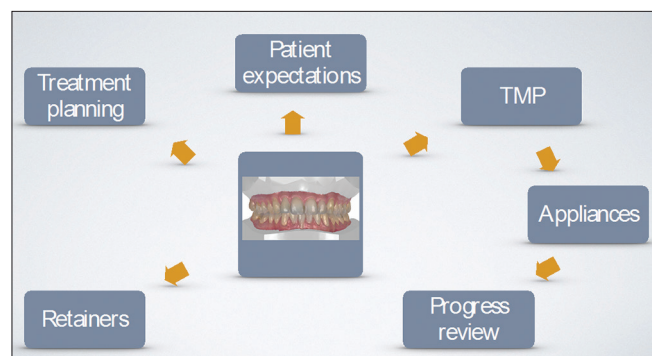 Patient
expectations
Treatment
planning
TMP
Appliances
Retainers
Progress
review